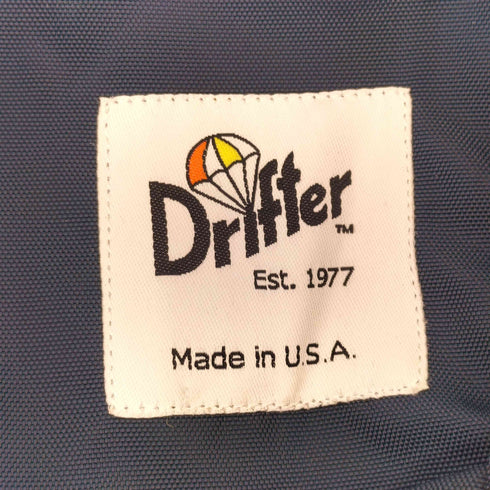 Drifter™
Est. 1977
Made in U.S.A.